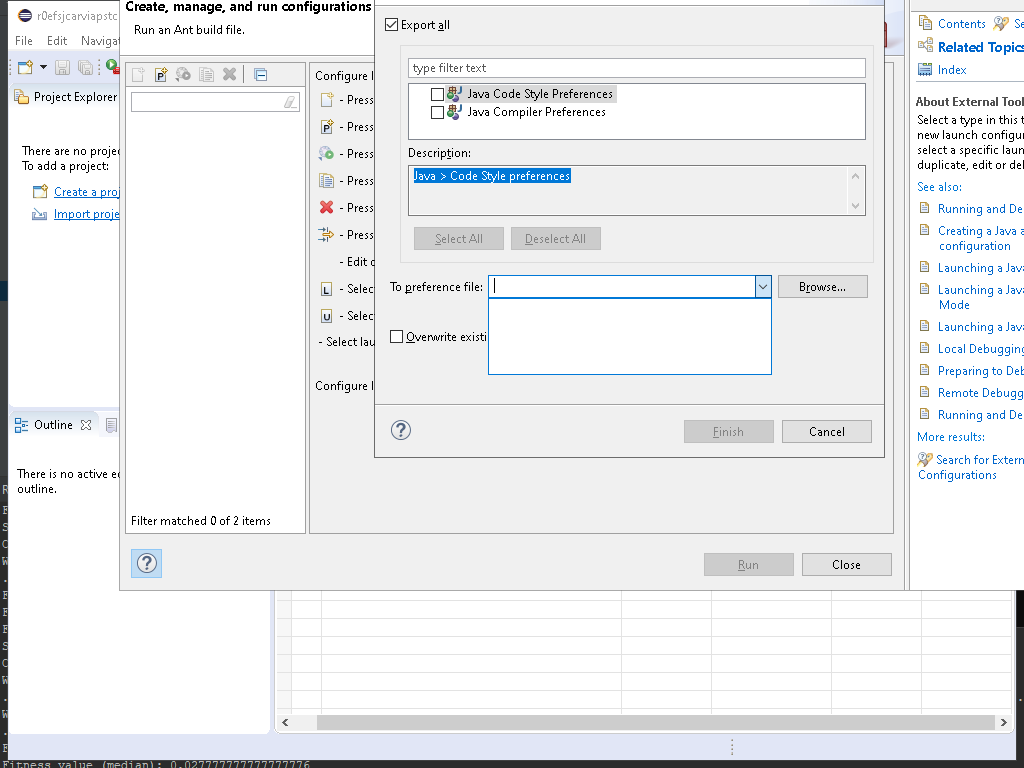 r0efsjcarviapstc
File Edit Navigat
Project Explorer
There are no projec
To add a project:
Create a proj
Import proje
Outline
There is no active ed
outline.
Create, manage, and run configurations
Run an Ant build file.
Filter matched 0 of 2 items
Configure l
- Press
- Press
- Press
- Press
- Press
- Press
- Edit o
- Selec
- Selec
- Select lau
Configure l
Run
Close
Export all
type filter text
Java Code Style Preferences
Java Compiler Preferences
Description:
Java > Code Style preferences
Select All
Deselect All
To preference file:
Browse...
Overwrite existi
Finish
Cancel
Contents
Se
Related Topics
Index
About External Tool
Select a type in this t
new launch configur
select a specific laun
duplicate, edit or del
See also:
Running and De
Creating a Java a
configuration
Launching a Java
Launching a Java
Mode
Launching a Java
Local Debugging
Preparing to Deb
Remote Debugg
Running and De
More results:
Search for Extern
Configurations
Fitness value (median): 0.027777777777777776